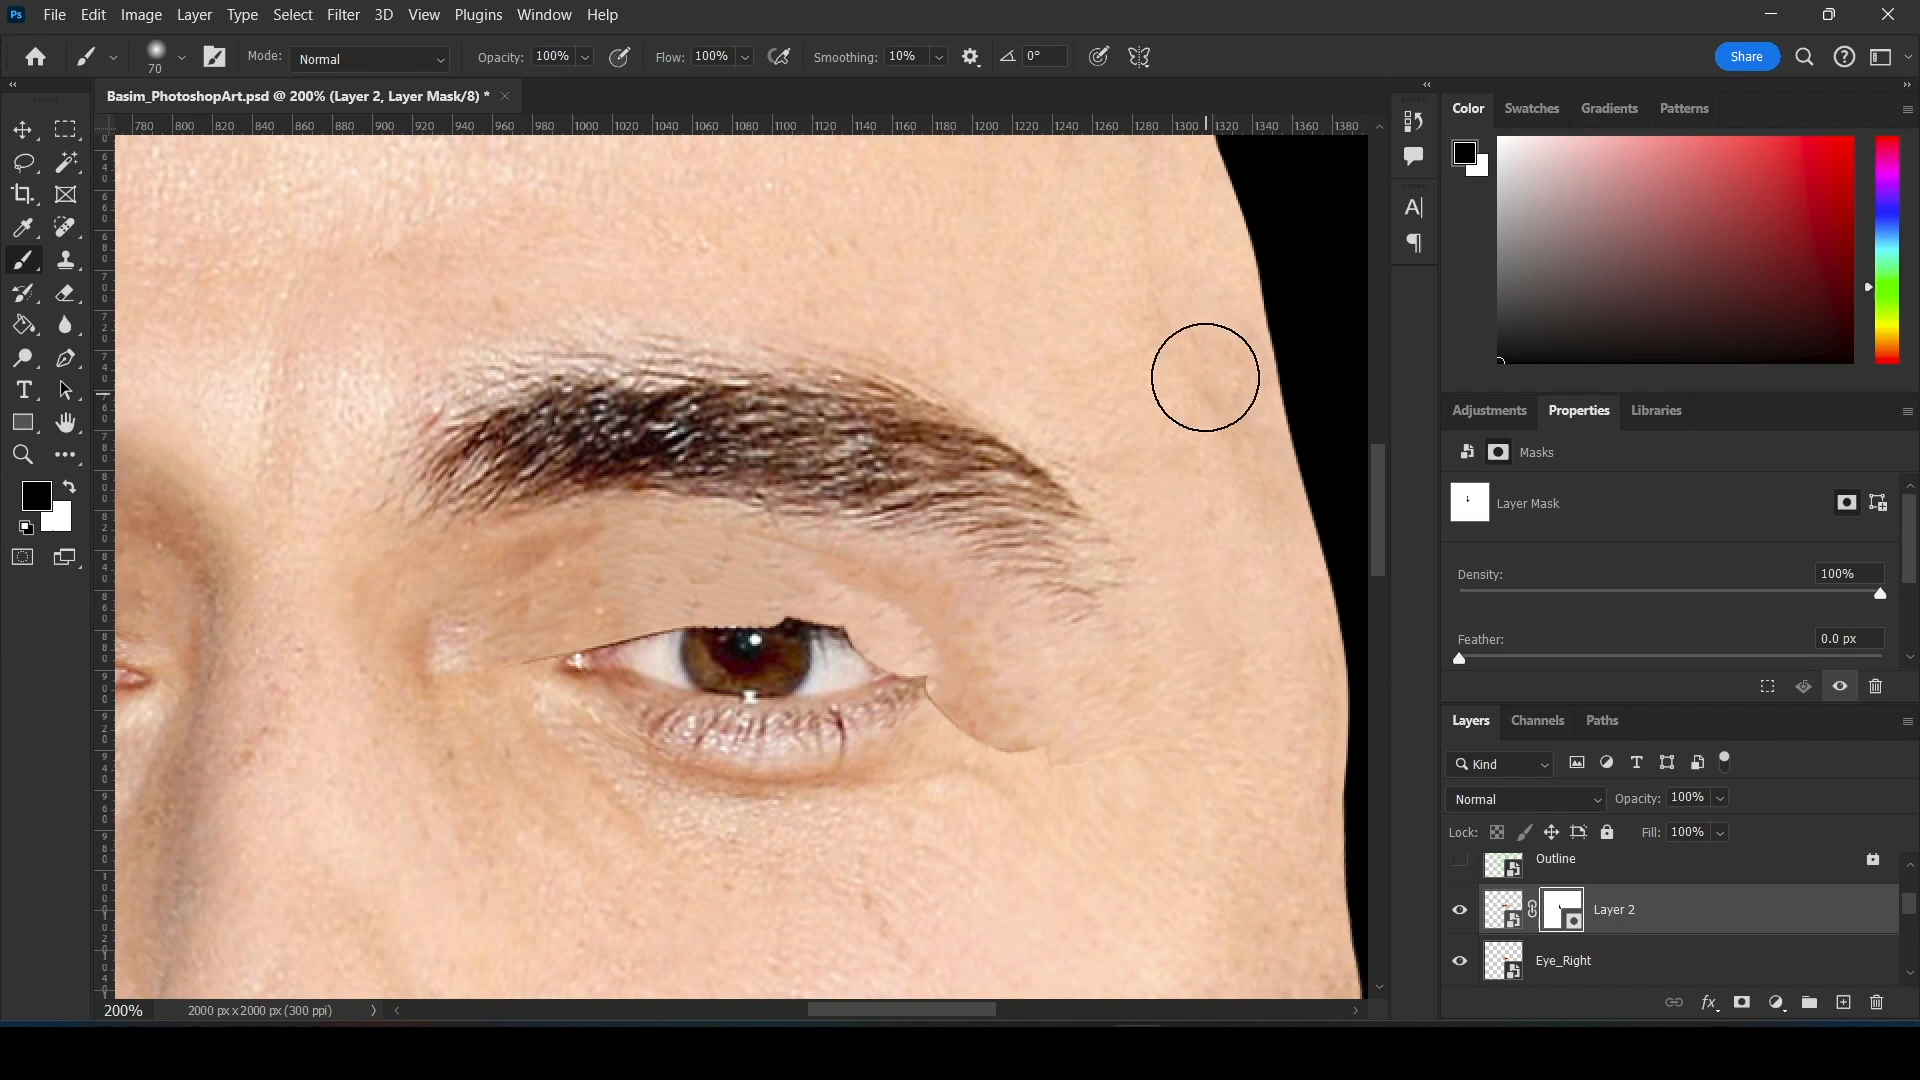 Ps File Edit Image Layer Type Select Filter 3D View Plugins Window Help
70 Mode: Normal Opacity: 100% Flow: 100% Smoothing: 10% 0° Share
Basim_PhotoshopArt.psd @ 200% (Layer 2, Layer Mask/8) *
780 800 820 840 860 880 900 920 940 960 980 1000 1020 1040 1060 1080 1100 1120 1140 1160 1180 1200 1220 1240 1260 1280 1300 1320 1340 1360 1380
Color Swatches Gradients Patterns
Adjustments Properties Libraries
Masks
Layer Mask
Density: 100%
Feather: 0.0 px
Layers Channels Paths
Kind
Normal Opacity: 100%
Lock: Fill: 100%
Outline
Layer 2
Eye_Right
fx
200% 2000 px x 2000 px (300 ppi)